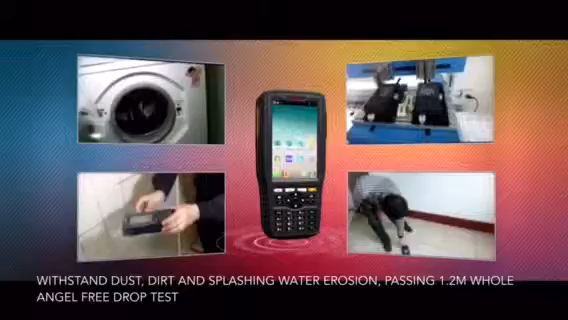 WITHSTAND DUST, DIRT AND SPLASHING WATER EROSION, PASSING 1.2M WHOLE
ANGEL FREE DROP TEST